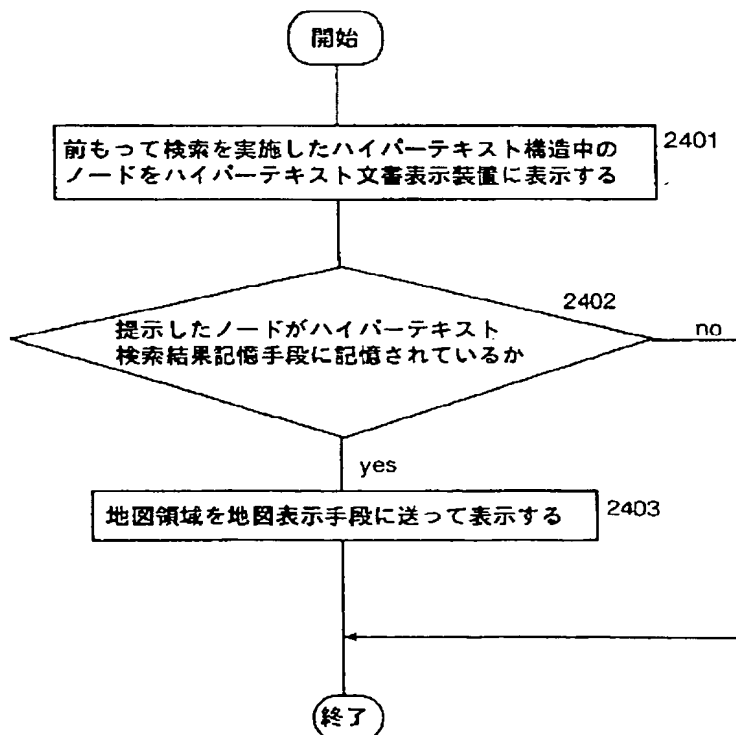 開始
前もって検索を実施したハイパーテキスト構造中の
ノードをハイパーテキスト文書表示装置に表示する
2401
2402
提示したノードがハイパーテキスト
検索結果記憶手段に記憶されているか
no
yes
地図領域を地図表示手段に送って表示する
2403
終了